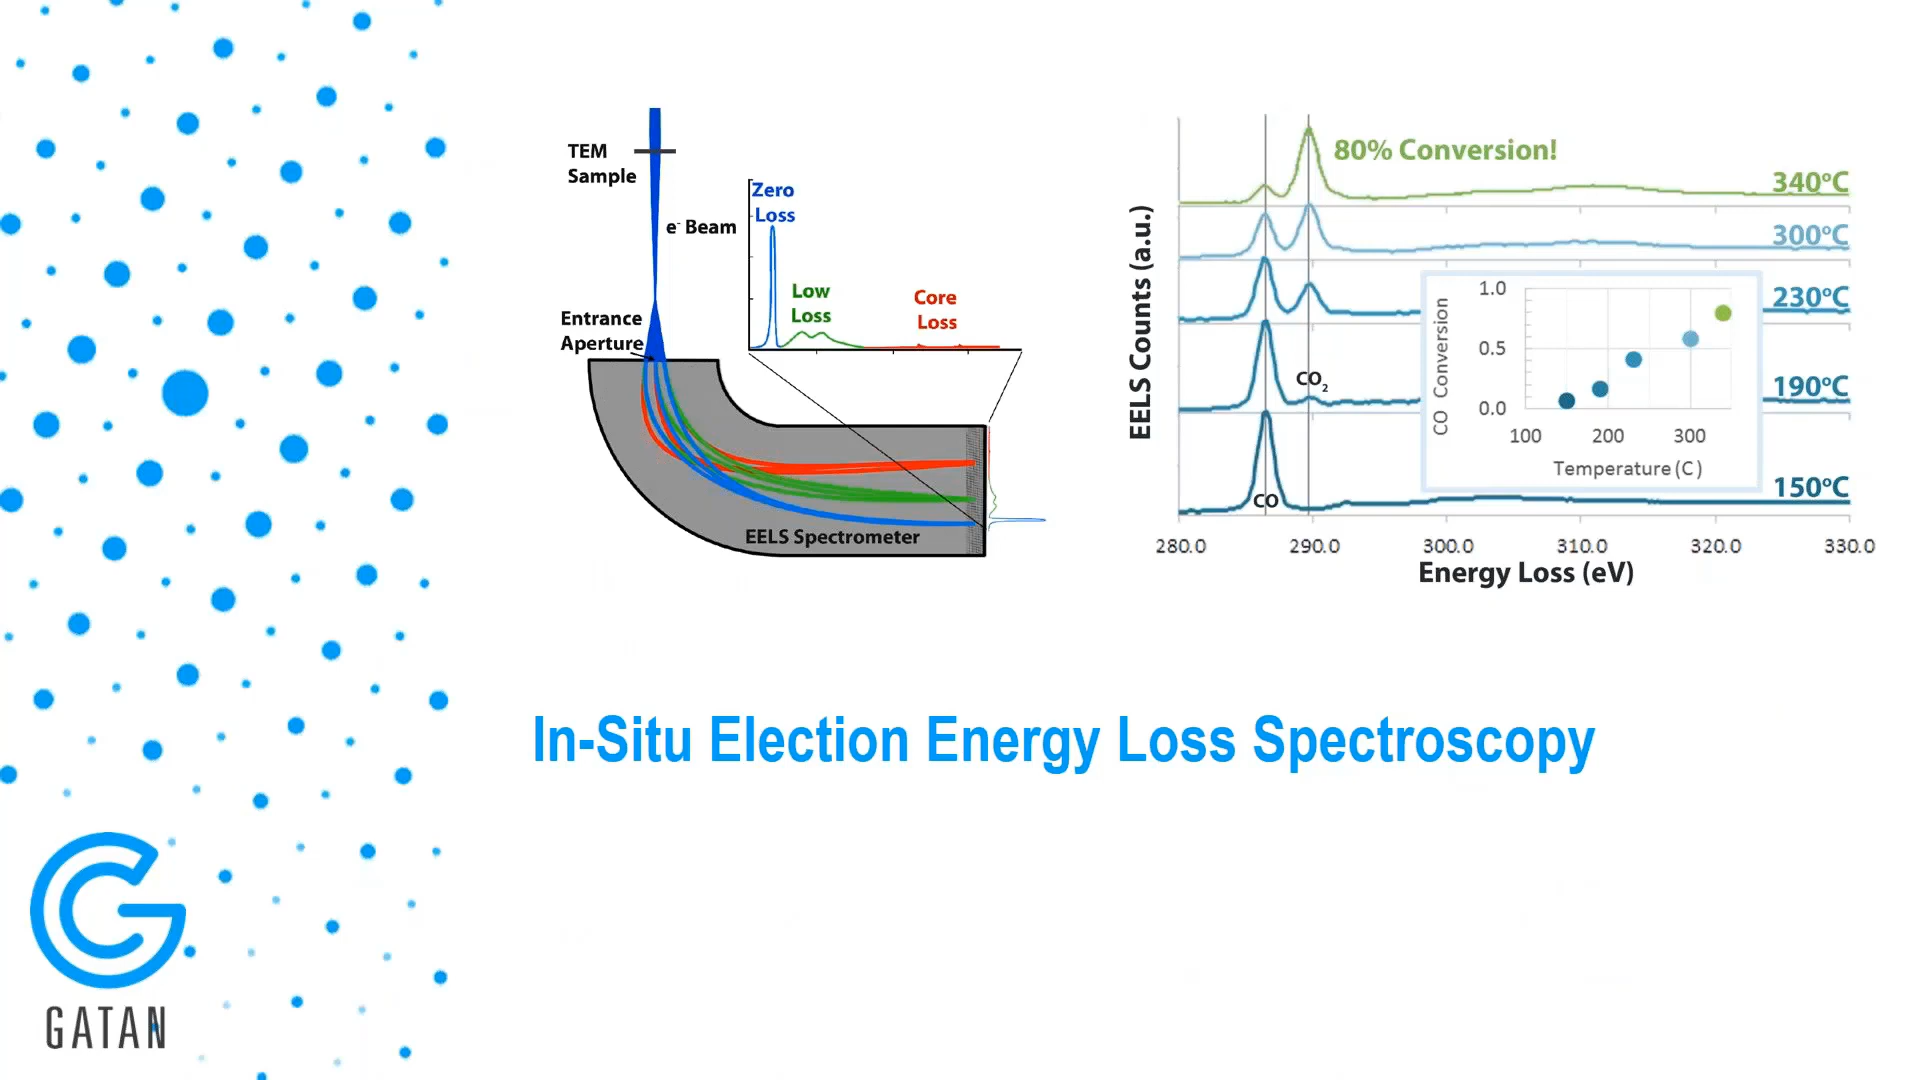 TEM
Sample
e⁻ Beam
Entrance
Aperture
Zero
Loss
Low
Loss
Core
Loss
EELS Spectrometer
EELS Counts (a.u.)
80% Conversion!
340°C
300°C
230°C
190°C
150°C
CO₂
CO
CO Conversion
1.0
0.5
0.0
100 200 300
Temperature (C)
280.0 290.0 300.0 310.0 320.0 330.0
Energy Loss (eV)
In-Situ Election Energy Loss Spectroscopy
GATAN